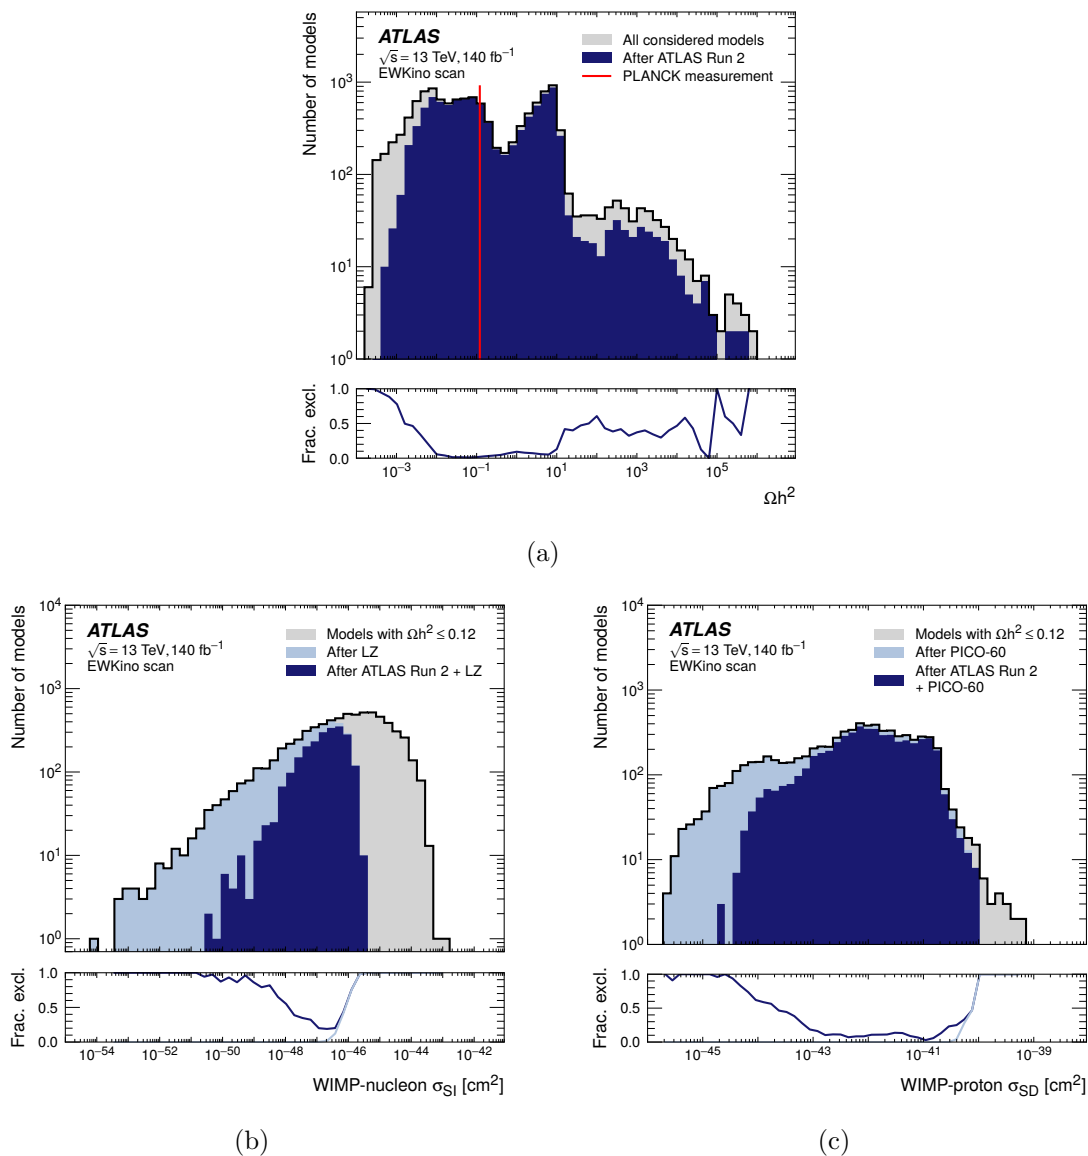 ATLAS
√s = 13 TeV, 140 fb⁻¹
EWKino scan
All considered models
After ATLAS Run 2
PLANCK measurement
Number of models
10³
10²
10¹
10⁰
Frac. excl.
1.0
0.5
0.0
10⁻³ 10⁻¹ 10¹ 10³ 10⁵
Ωh²
(a)
ATLAS
√s = 13 TeV, 140 fb⁻¹
EWKino scan
Models with Ωh² ≤ 0.12
After LZ
After ATLAS Run 2 + LZ
Number of models
10⁴
10³
10²
10¹
10⁰
Frac. excl.
1.0
0.5
0.0
10⁻⁵⁴ 10⁻⁵² 10⁻⁵⁰ 10⁻⁴⁸ 10⁻⁴⁶ 10⁻⁴⁴ 10⁻⁴²
WIMP-nucleon σSI [cm²]
(b)
ATLAS
√s = 13 TeV, 140 fb⁻¹
EWKino scan
Models with Ωh² ≤ 0.12
After PICO-60
After ATLAS Run 2
+ PICO-60
Number of models
10⁴
10³
10²
10¹
10⁰
Frac. excl.
1.0
0.5
0.0
10⁻⁴⁵ 10⁻⁴³ 10⁻⁴¹ 10⁻³⁹
WIMP-proton σSD [cm²]
(c)